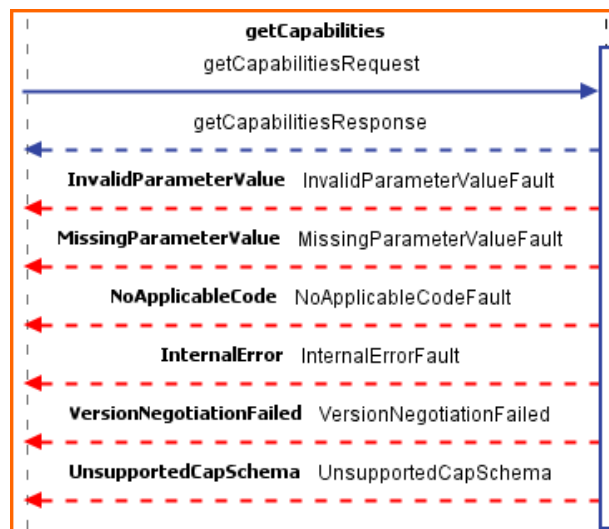 getCapabilities
getCapabilitiesRequest
getCapabilitiesResponse
InvalidParameterValue InvalidParameterValueFault
MissingParameterValue MissingParameterValueFault
NoApplicableCode NoApplicableCodeFault
InternalError InternalErrorFault
VersionNegotiationFailed VersionNegotiationFailed
UnsupportedCapSchema UnsupportedCapSchema